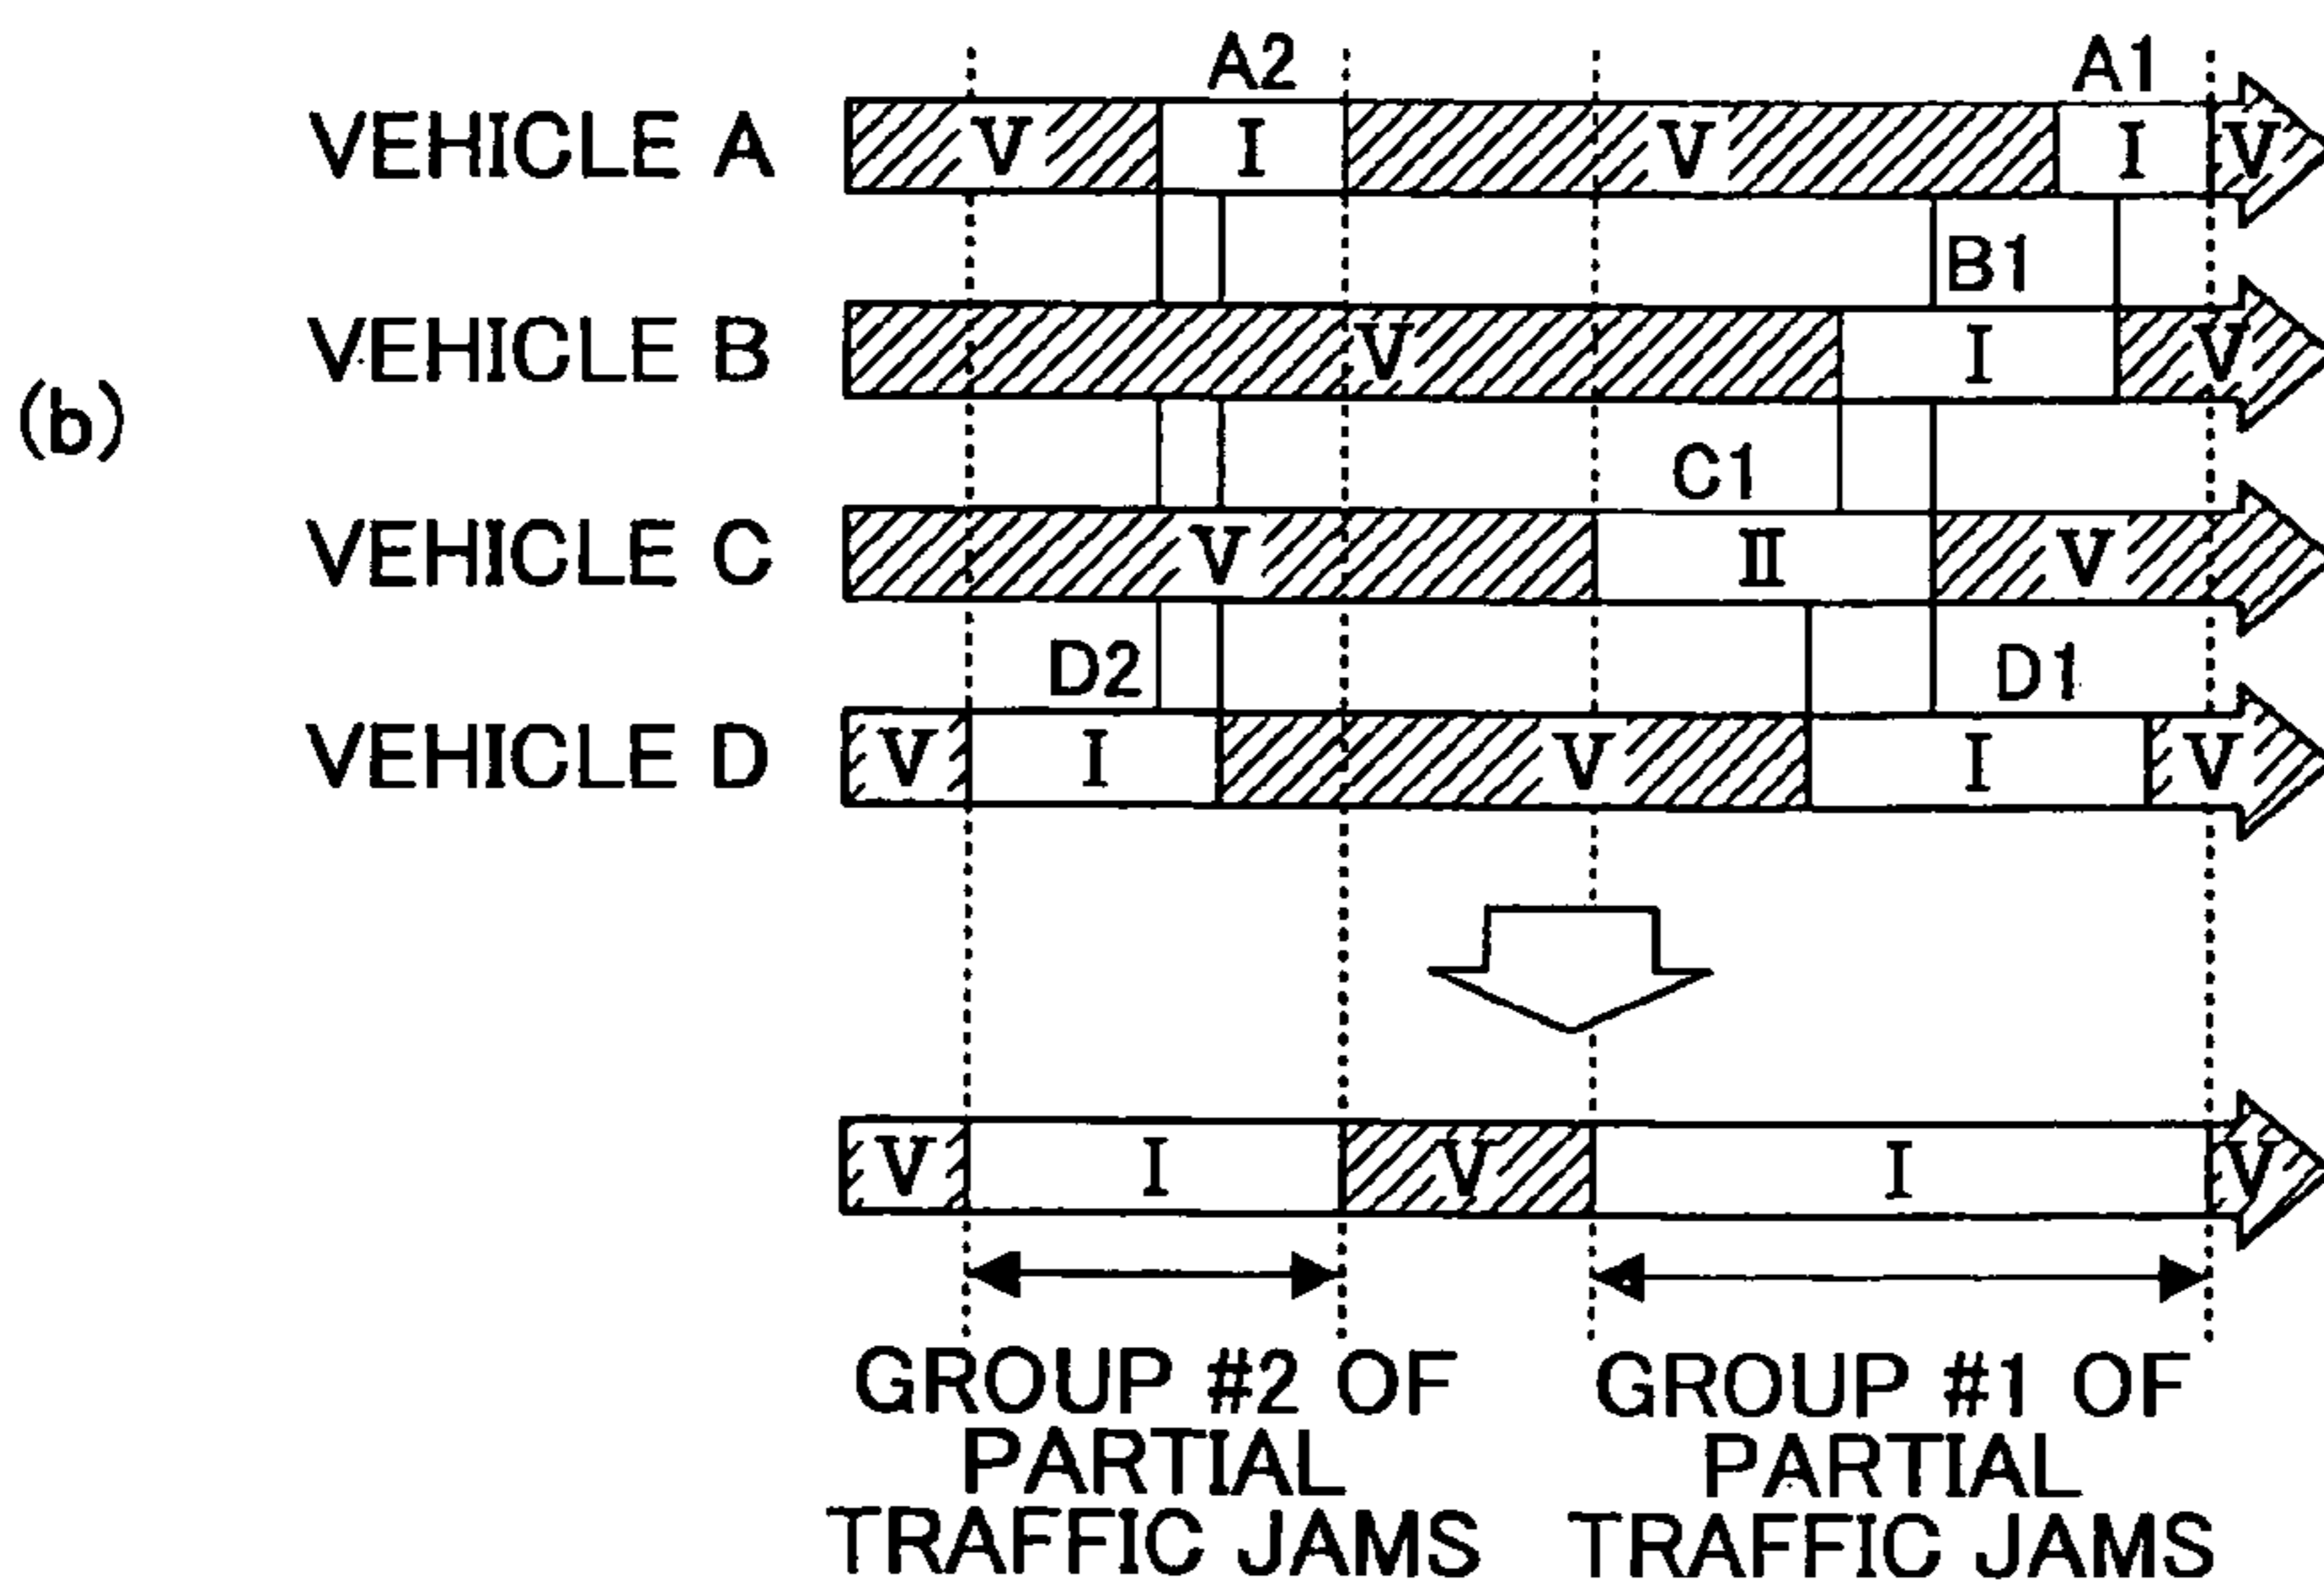 A2 A1
VEHICLE A V I V I V
B1
VEHICLE B V I V
(b)
C1
VEHICLE C V II V
D2 D1
VEHICLE D V I V I V
V I V I V
GROUP #2 OF GROUP #1 OF
PARTIAL PARTIAL
TRAFFIC JAMS TRAFFIC JAMS